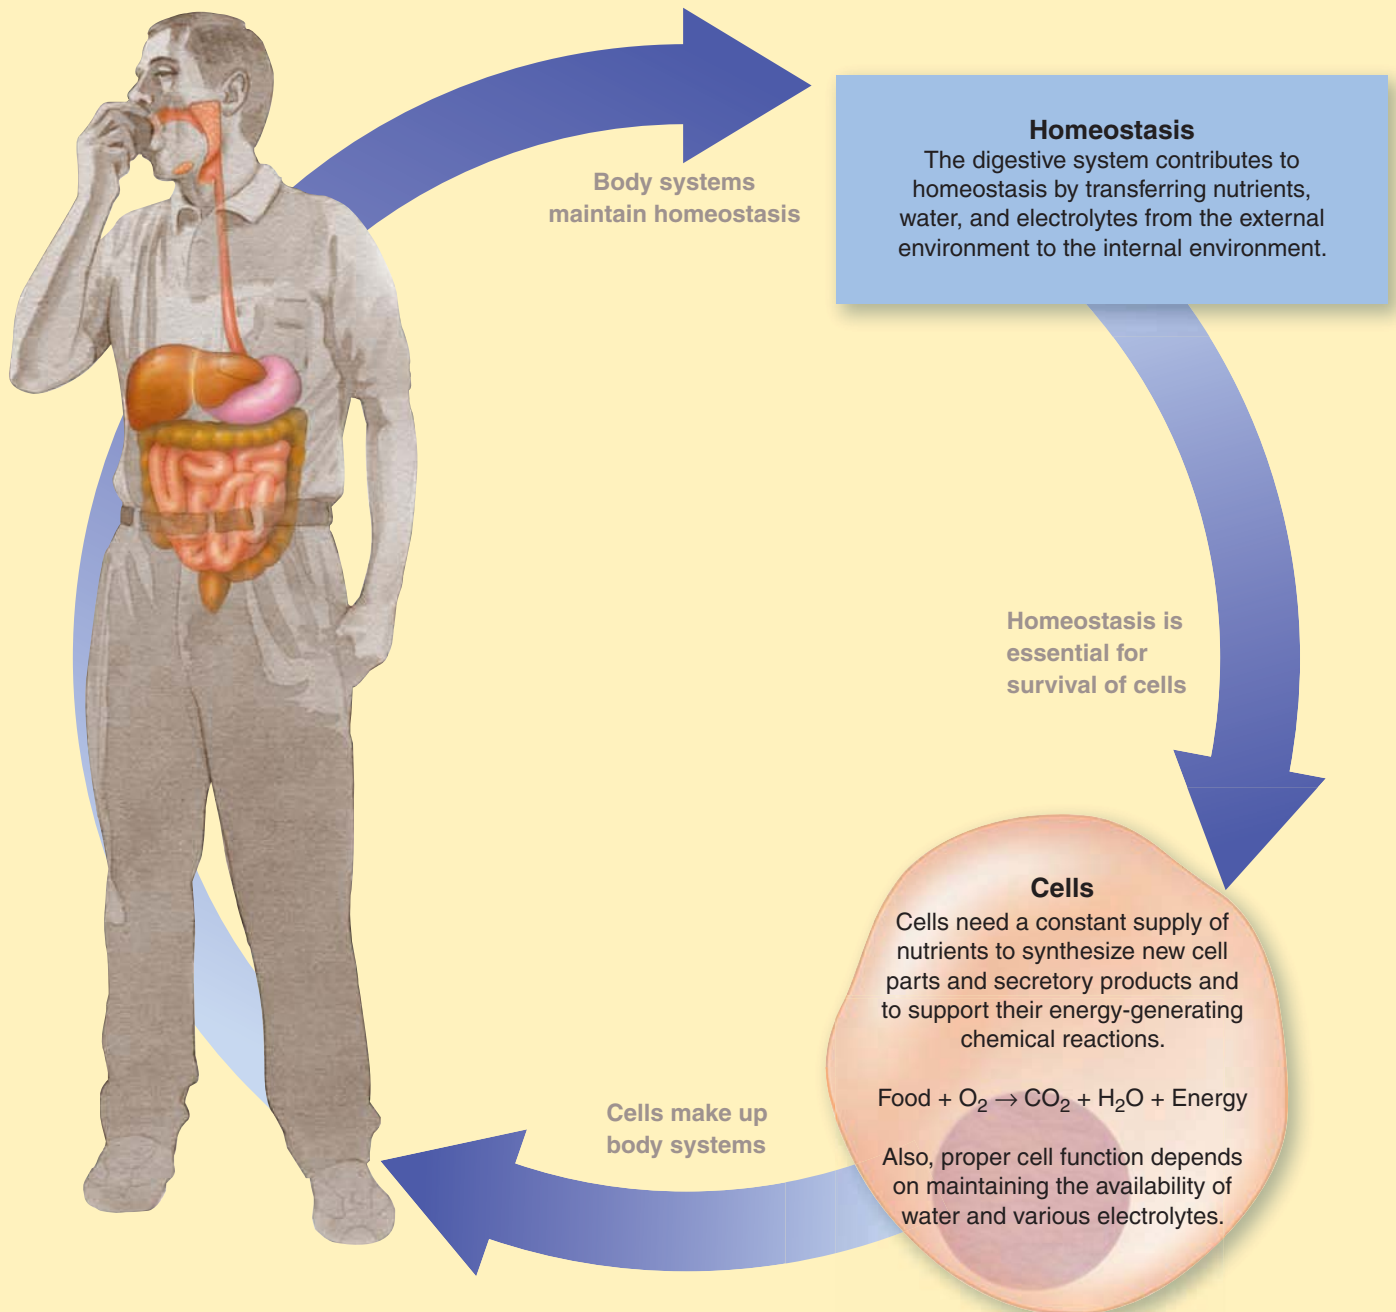 Body systems
maintain homeostasis
Homeostasis
The digestive system contributes to
homeostasis by transferring nutrients,
water, and electrolytes from the external
environment to the internal environment.
Homeostasis is
essential for
survival of cells
Cells
Cells need a constant supply of
nutrients to synthesize new cell
parts and secretory products and
to support their energy-generating
chemical reactions.
Food + O₂ → CO₂ + H₂O + Energy
Also, proper cell function depends
on maintaining the availability of
water and various electrolytes.
Cells make up
body systems